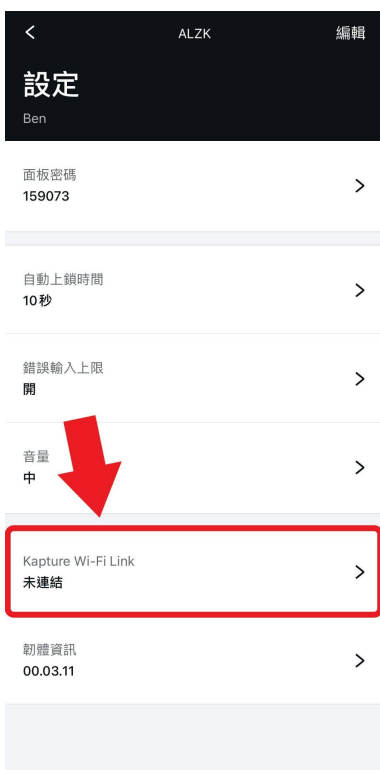 ALZK
編輯
設定
Ben
面板密碼
159073
自動上鎖時間
10秒
錯誤輸入上限
開
音量
中
Kapture Wi-Fi Link
未連結
韌體資訊
00.03.11